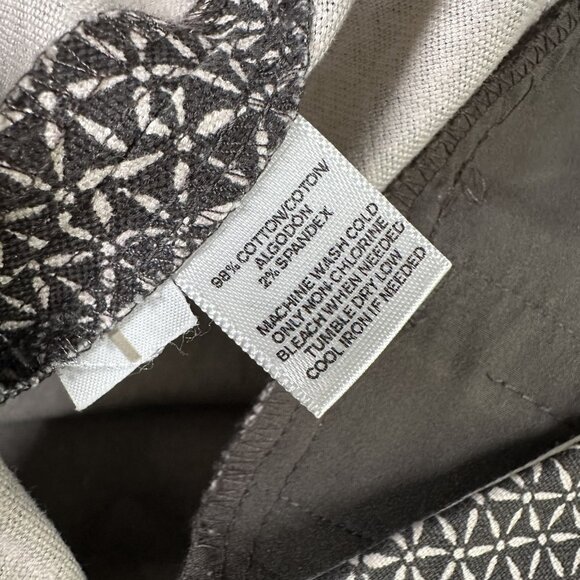 98% COTTON/COTON/
ALGODON
2% SPANDEX
MACHINE WASH COLD
ONLY NON-CHLORINE
BLEACH WHEN NEEDED
TUMBLE DRY LOW
COOL IRON IF NEEDED